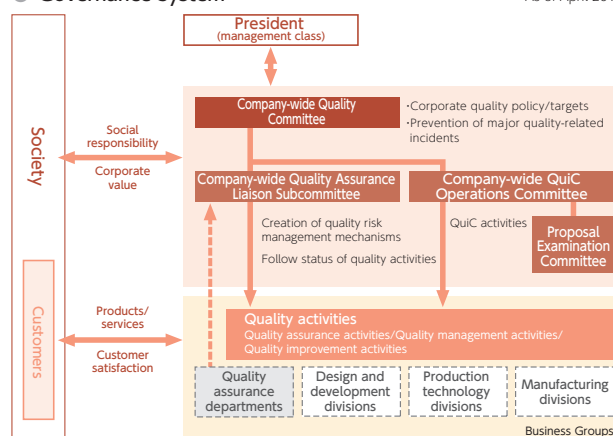 Governance System
President
(management class)
Company-wide Quality
Committee
・Corporate quality policy/targets
・Prevention of major quality-related
incidents
Society
Social
responsibility
Corporate
value
Company-wide Quality Assurance
Liaison Subcommittee
Company-wide QuiC
Operations Committee
Creation of quality risk
management mechanisms
Follow status of quality activities
QuiC activities
Proposal
Examination
Committee
Customers
Products/
services
Customer
satisfaction
Quality activities
Quality assurance activities/Quality management activities/
Quality improvement activities
Quality
assurance
departments
Design and
development
divisions
Production
technology
divisions
Manufacturing
divisions
Business Groups